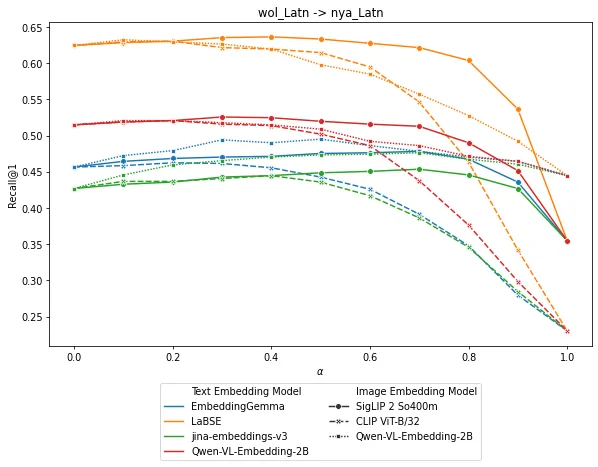 wol_Latn -> nya_Latn
Recall@1
0.65
0.60
0.55
0.50
0.45
0.40
0.35
0.30
0.25
0.0 0.2 0.4 0.6 0.8 1.0
α
Text Embedding Model Image Embedding Model
EmbeddingGemma SigLIP 2 So400m
LaBSE CLIP ViT-B/32
jina-embeddings-v3 Qwen-VL-Embedding-2B
Qwen-VL-Embedding-2B